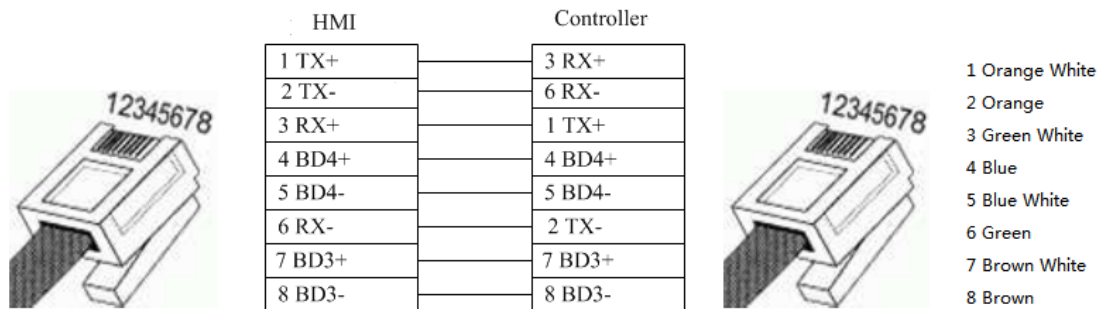 HMI
Controller
1 TX+
3 RX+
2 TX-
6 RX-
3 RX+
1 TX+
4 BD4+
4 BD4+
5 BD4-
5 BD4-
6 RX-
2 TX-
7 BD3+
7 BD3+
8 BD3-
8 BD3-
12345678
12345678
1 Orange White
2 Orange
3 Green White
4 Blue
5 Blue White
6 Green
7 Brown White
8 Brown